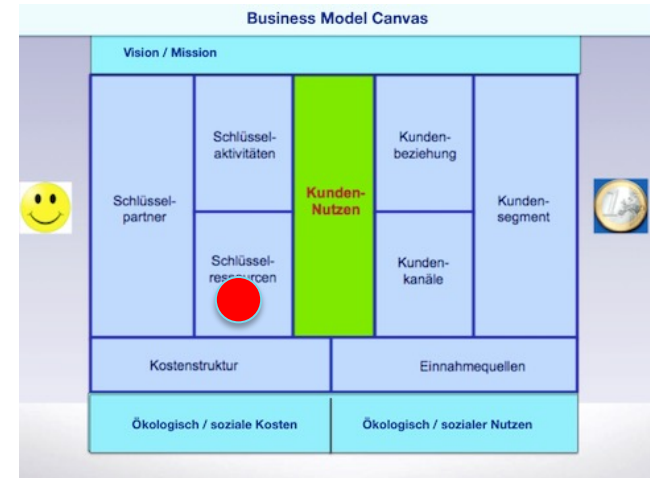 Business Model Canvas
Vision / Mission
Schlüssel-
partner
Schlüssel-
aktivitäten
Schlüssel-
ressourcen
Kunden-
Nutzen
Kunden-
beziehung
Kunden-
kanäle
Kunden-
segment
Kostenstruktur
Einnahmequellen
Ökologisch / soziale Kosten
Ökologisch / sozialer Nutzen